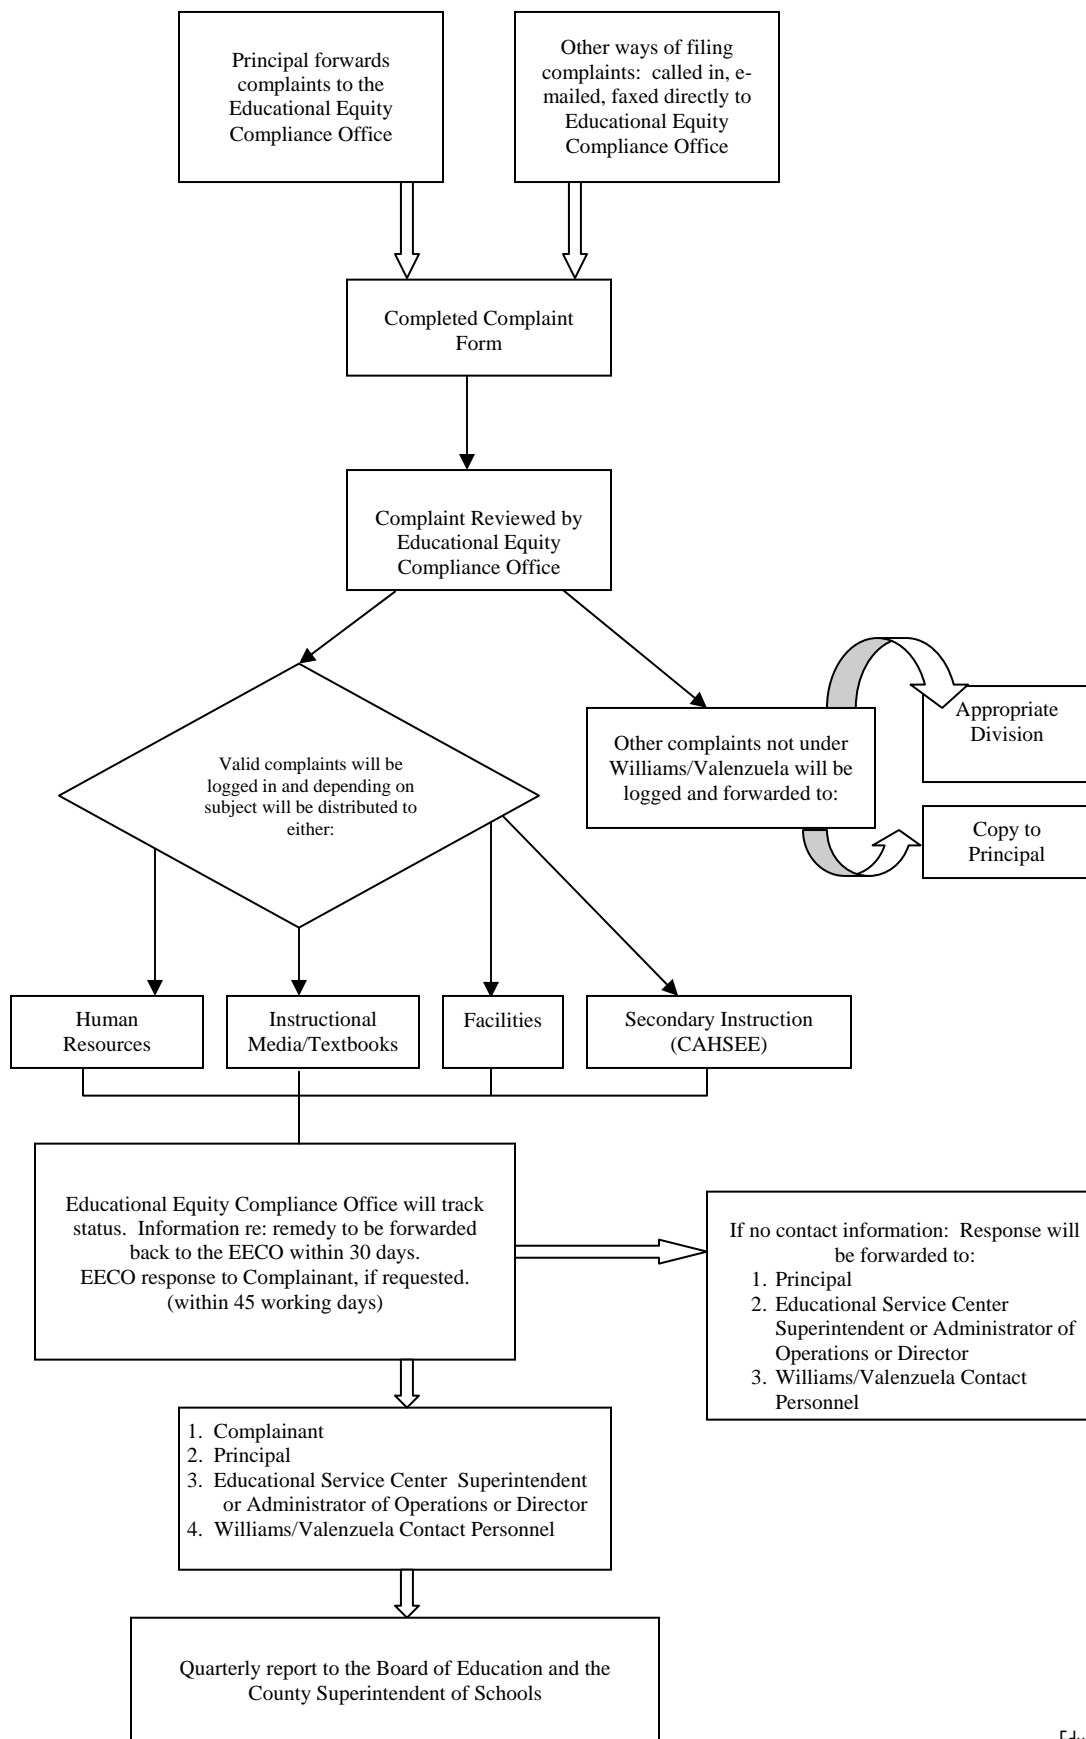 Principal forwards
complaints to the
Educational Equity
Compliance Office
Other ways of filing
complaints:  called in, e-
mailed, faxed directly to
Educational Equity
Compliance Office
Completed Complaint
Form
Complaint Reviewed by
Educational Equity
Compliance Office
Valid complaints will be
logged in and depending on
subject will be distributed to
either:
Other complaints not under
Williams/Valenzuela will be
logged and forwarded to:
Appropriate
Division
Copy to
Principal
Human
Resources
Instructional
Media/Textbooks
Facilities
Secondary Instruction
(CAHSEE)
Educational Equity Compliance Office will track
status.  Information re: remedy to be forwarded
back to the EECO within 30 days.
EECO response to Complainant, if requested.
(within 45 working days)
If no contact information:  Response will
be forwarded to:
1. Principal
2. Educational Service Center
Superintendent or Administrator of
Operations or Director
3. Williams/Valenzuela Contact
Personnel
1.  Complainant
2.  Principal
3.  Educational Service Center  Superintendent
or Administrator of Operations or Director
4.  Williams/Valenzuela Contact Personnel
Quarterly report to the Board of Education and the
County Superintendent of Schools